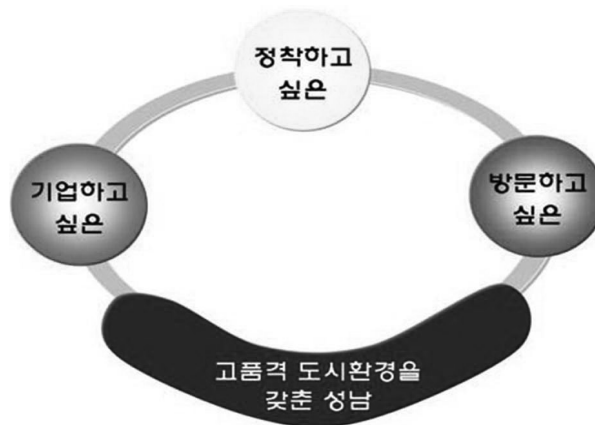 정착하고
싶은
기업하고
싶은
방문하고
싶은
고품격 도시환경을
갖춘 성남